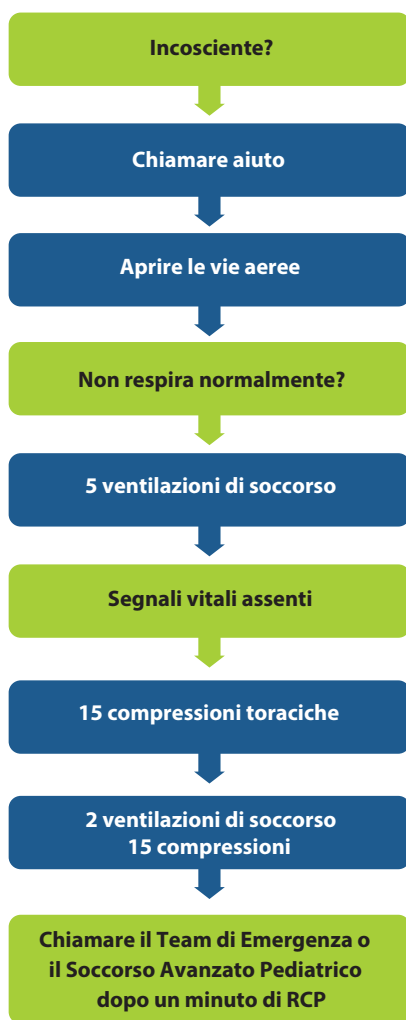 Incosciente?
Chiamare aiuto
Aprire le vie aeree
Non respira normalmente?
5 ventilazioni di soccorso
Segnali vitali assenti
15 compressioni toraciche
2 ventilazioni di soccorso
15 compressioni
Chiamare il Team di Emergenza o
il Soccorso Avanzato Pediatrico
dopo un minuto di RCP